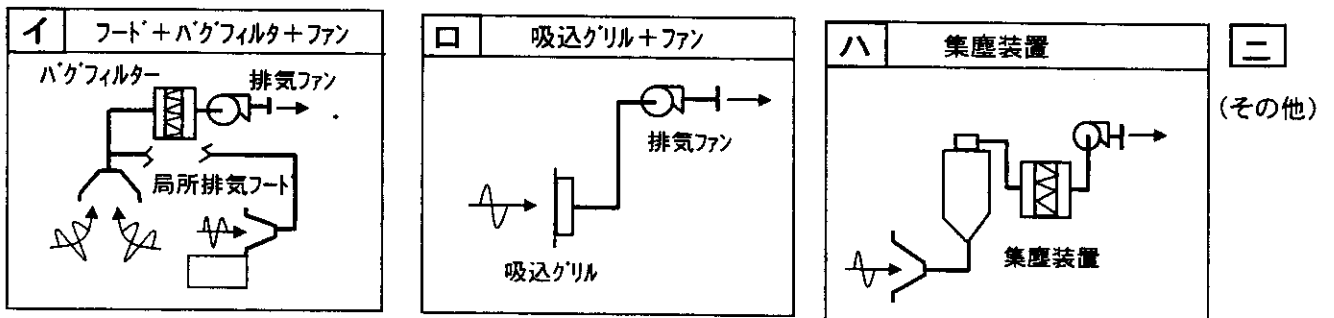 イ フード+バグフィルタ+ファン
バグフィルター
排気ファン
局所排気フード
ロ 吸込グリル+ファン
排気ファン
吸込グリル
ハ 集塵装置
集塵装置
ニ
(その他)